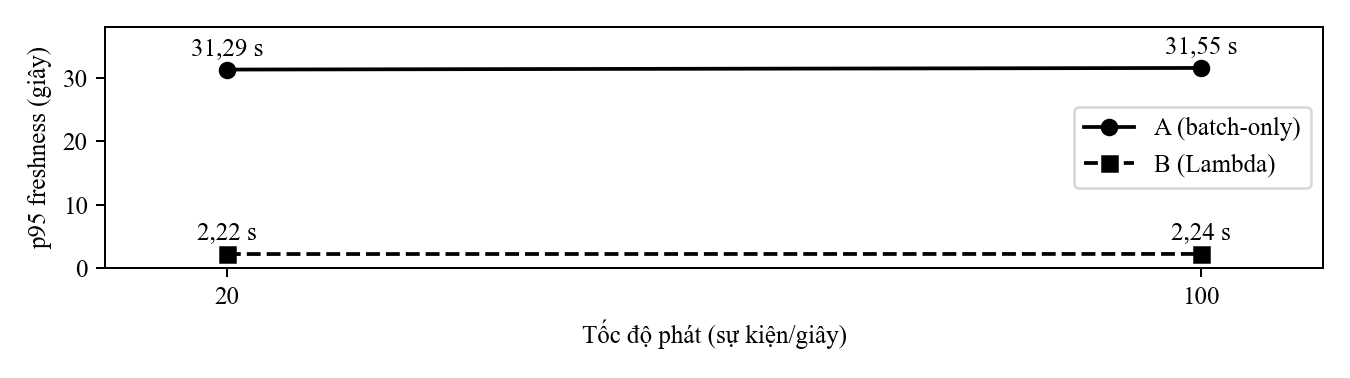 31,29 s
31,55 s
30
20
10
0
p95 freshness (giây)
A (batch-only)
B (Lambda)
2,22 s
2,24 s
20
100
Tốc độ phát (sự kiện/giây)